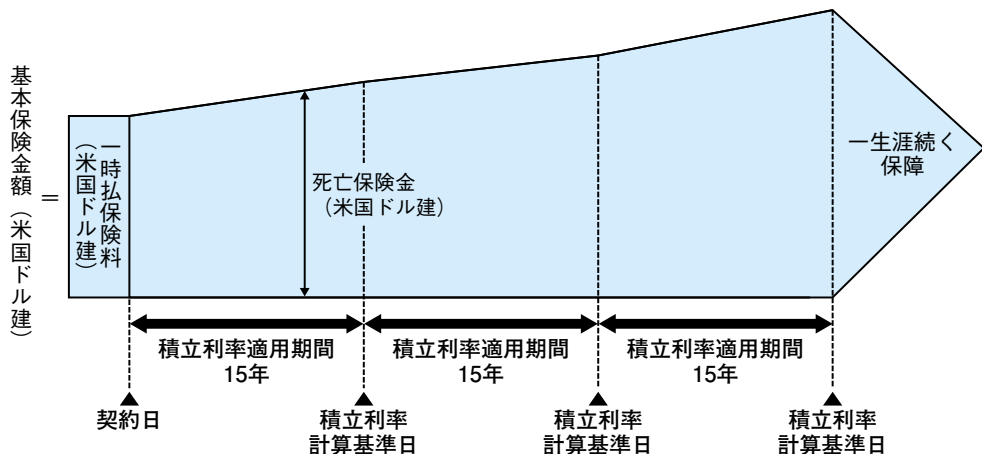 基本保険金額（米国ドル建）
＝
一時払保険料
（米国ドル建）
死亡保険金
（米国ドル建）
一生涯続く
保障
積立利率適用期間
15年
積立利率適用期間
15年
積立利率適用期間
15年
契約日
積立利率
計算基準日
積立利率
計算基準日
積立利率
計算基準日